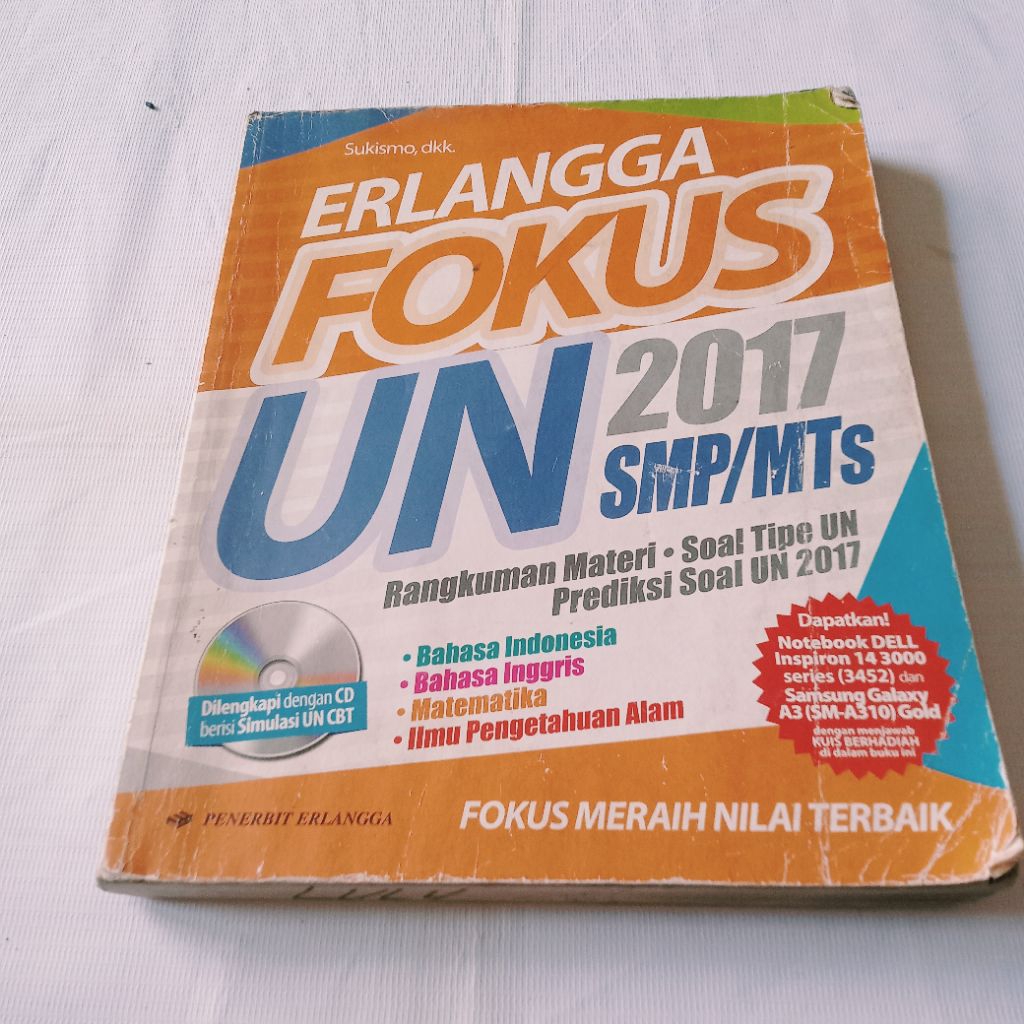 Sukismo, dkk.
ERLANGGA
FOKUS
UN 2017
SMP/MTs
Rangkuman Materi • Soal Tipe UN
Prediksi Soal UN 2017
• Bahasa Indonesia
• Bahasa Inggris
• Matematika
• Ilmu Pengetahuan Alam
Dilengkapi dengan CD
berisi Simulasi UN CBT
Dapatkan!
Notebook DELL
Inspiron 14 3000
series (3452) dan
Samsung Galaxy
A3 (SM-A310) Gold
dengan menjawab
KUIS BERHADIAH
di dalam buku ini
PENERBIT ERLANGGA
FOKUS MERAIH NILAI TERBAIK